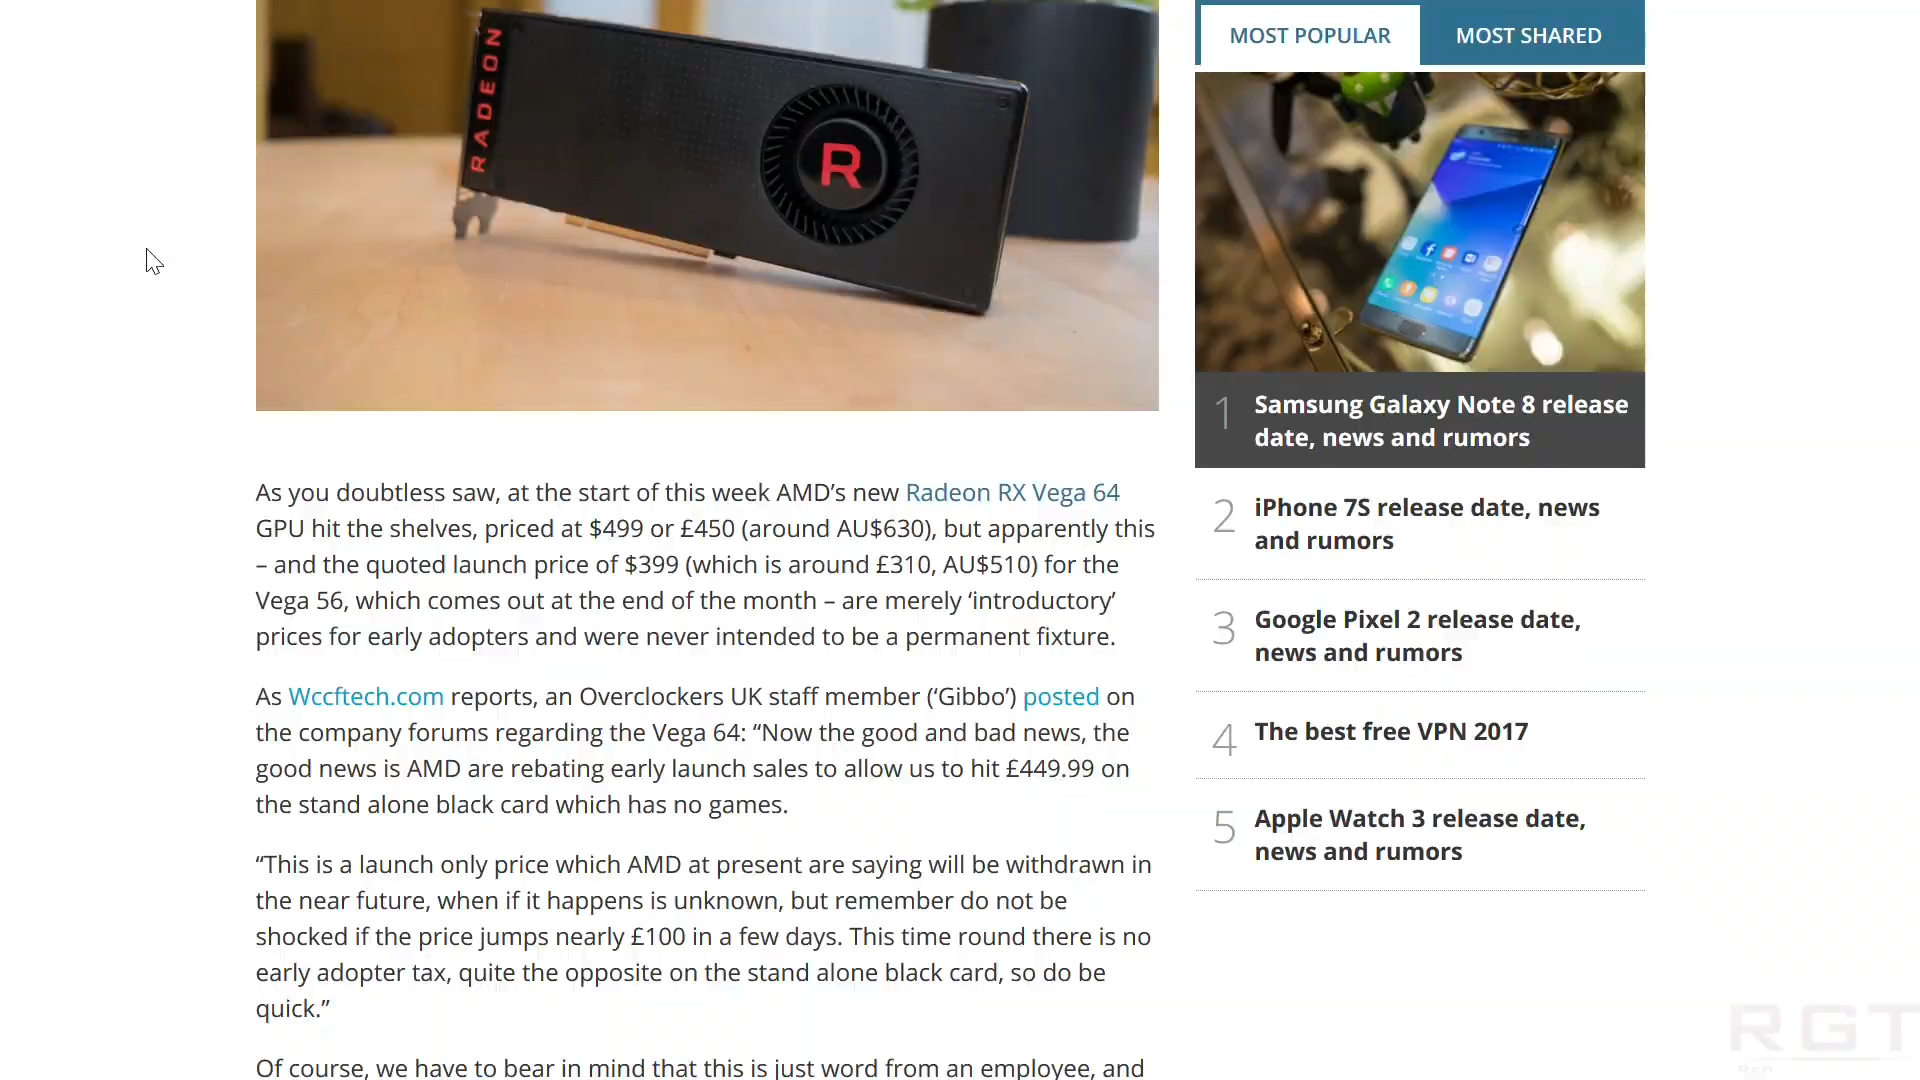 RADEON
R
As you doubtless saw, at the start of this week AMD’s new Radeon RX Vega 64
GPU hit the shelves, priced at $499 or £450 (around AU$630), but apparently this
– and the quoted launch price of $399 (which is around £310, AU$510) for the
Vega 56, which comes out at the end of the month – are merely ‘introductory’
prices for early adopters and were never intended to be a permanent fixture.
As Wccftech.com reports, an Overclockers UK staff member (‘Gibbo’) posted on
the company forums regarding the Vega 64: “Now the good and bad news, the
good news is AMD are rebating early launch sales to allow us to hit £449.99 on
the stand alone black card which has no games.
“This is a launch only price which AMD at present are saying will be withdrawn in
the near future, when if it happens is unknown, but remember do not be
shocked if the price jumps nearly £100 in a few days. This time round there is no
early adopter tax, quite the opposite on the stand alone black card, so do be
quick.”
Of course, we have to bear in mind that this is just word from an employee, and
MOST POPULAR
MOST SHARED
1
Samsung Galaxy Note 8 release
date, news and rumors
2
iPhone 7S release date, news
and rumors
3
Google Pixel 2 release date,
news and rumors
4
The best free VPN 2017
5
Apple Watch 3 release date,
news and rumors
RGT